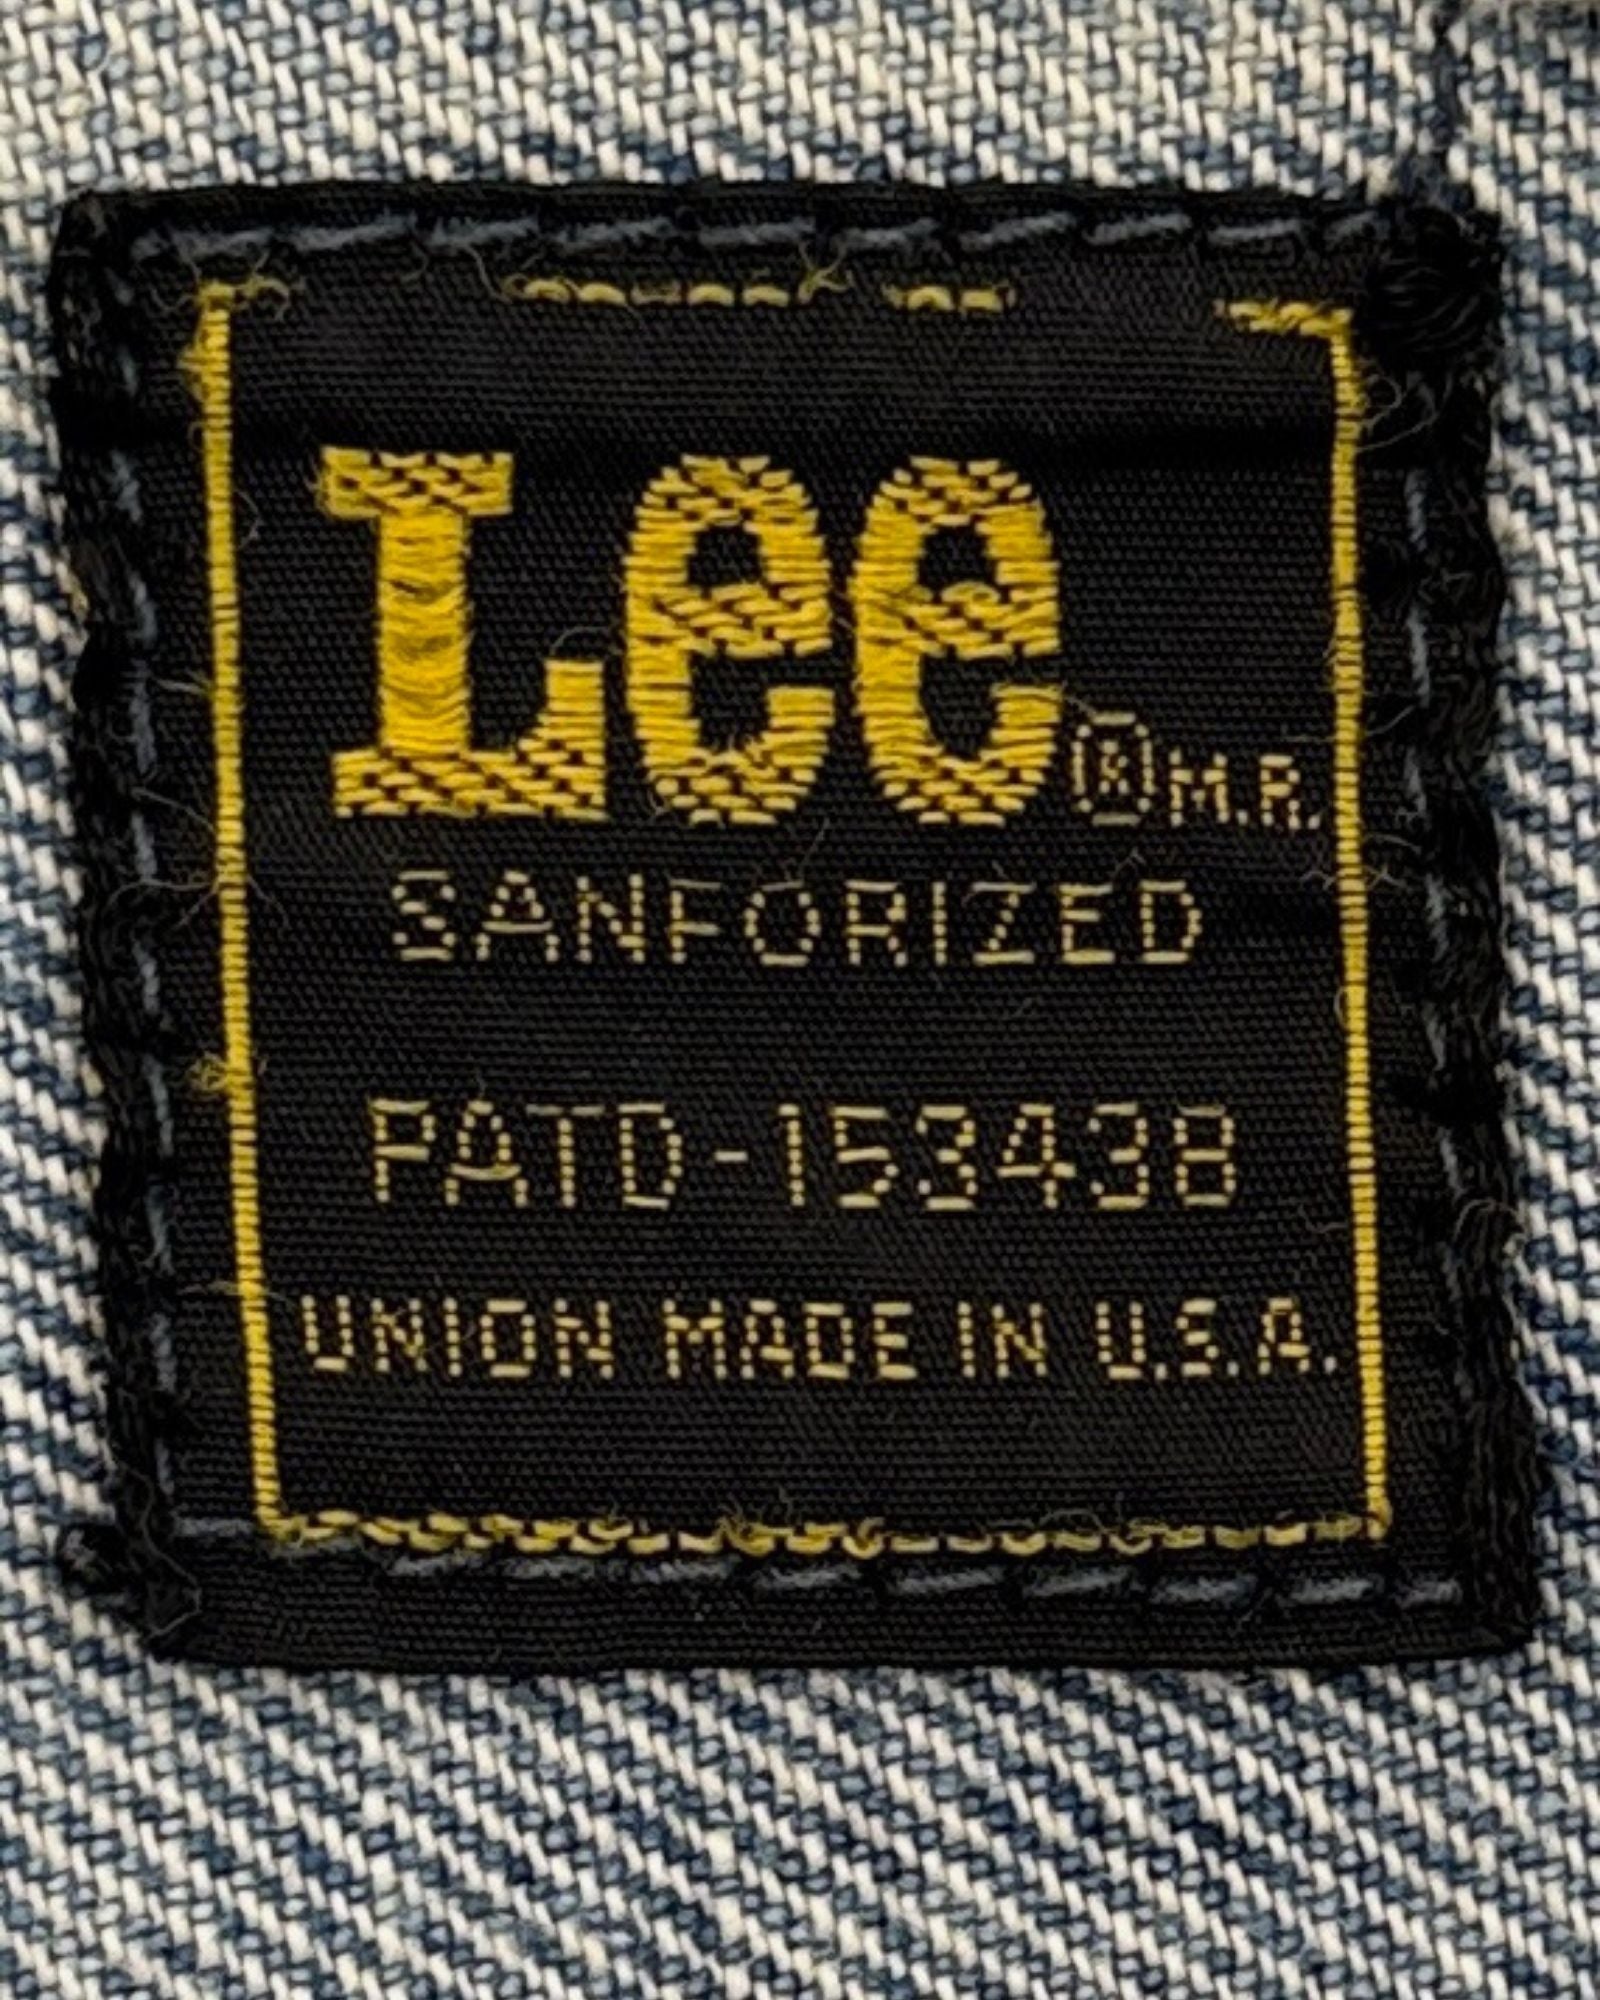 Lee® M.R.
SANFORIZED
PATD-153438
UNION MADE IN U.S.A.